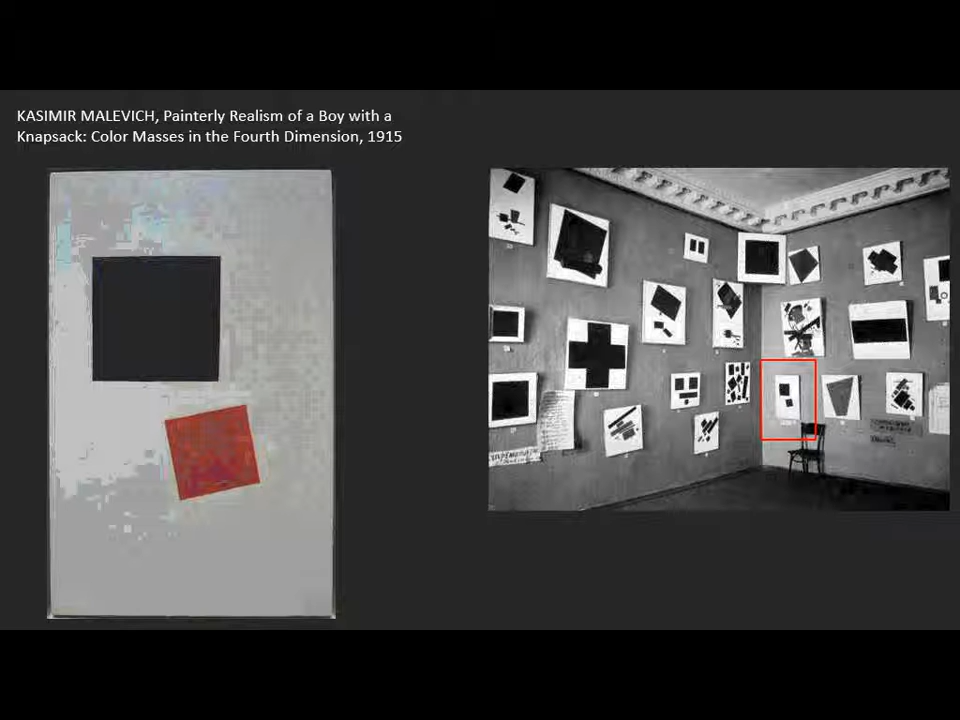 KASIMIR MALEVICH, Painterly Realism of a Boy with a
Knapsack: Color Masses in the Fourth Dimension, 1915